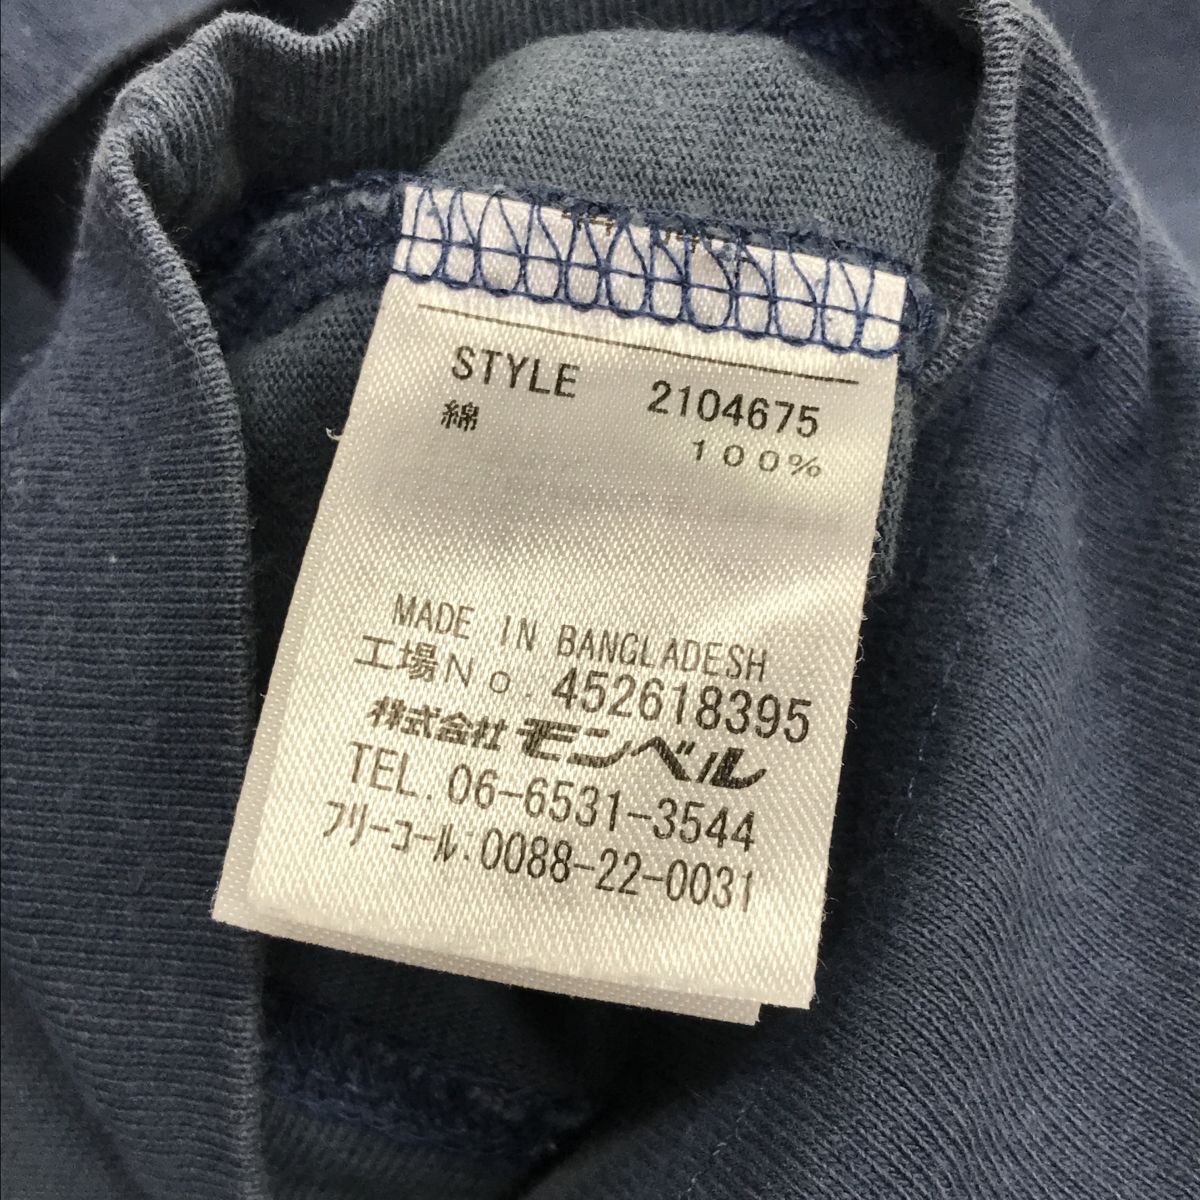 STYLE 2104675
綿 100%
MADE IN BANGLADESH
工場No. 452618395
株式会社 モンベル
TEL. 06-6531-3544
フリーコール:0088-22-0031